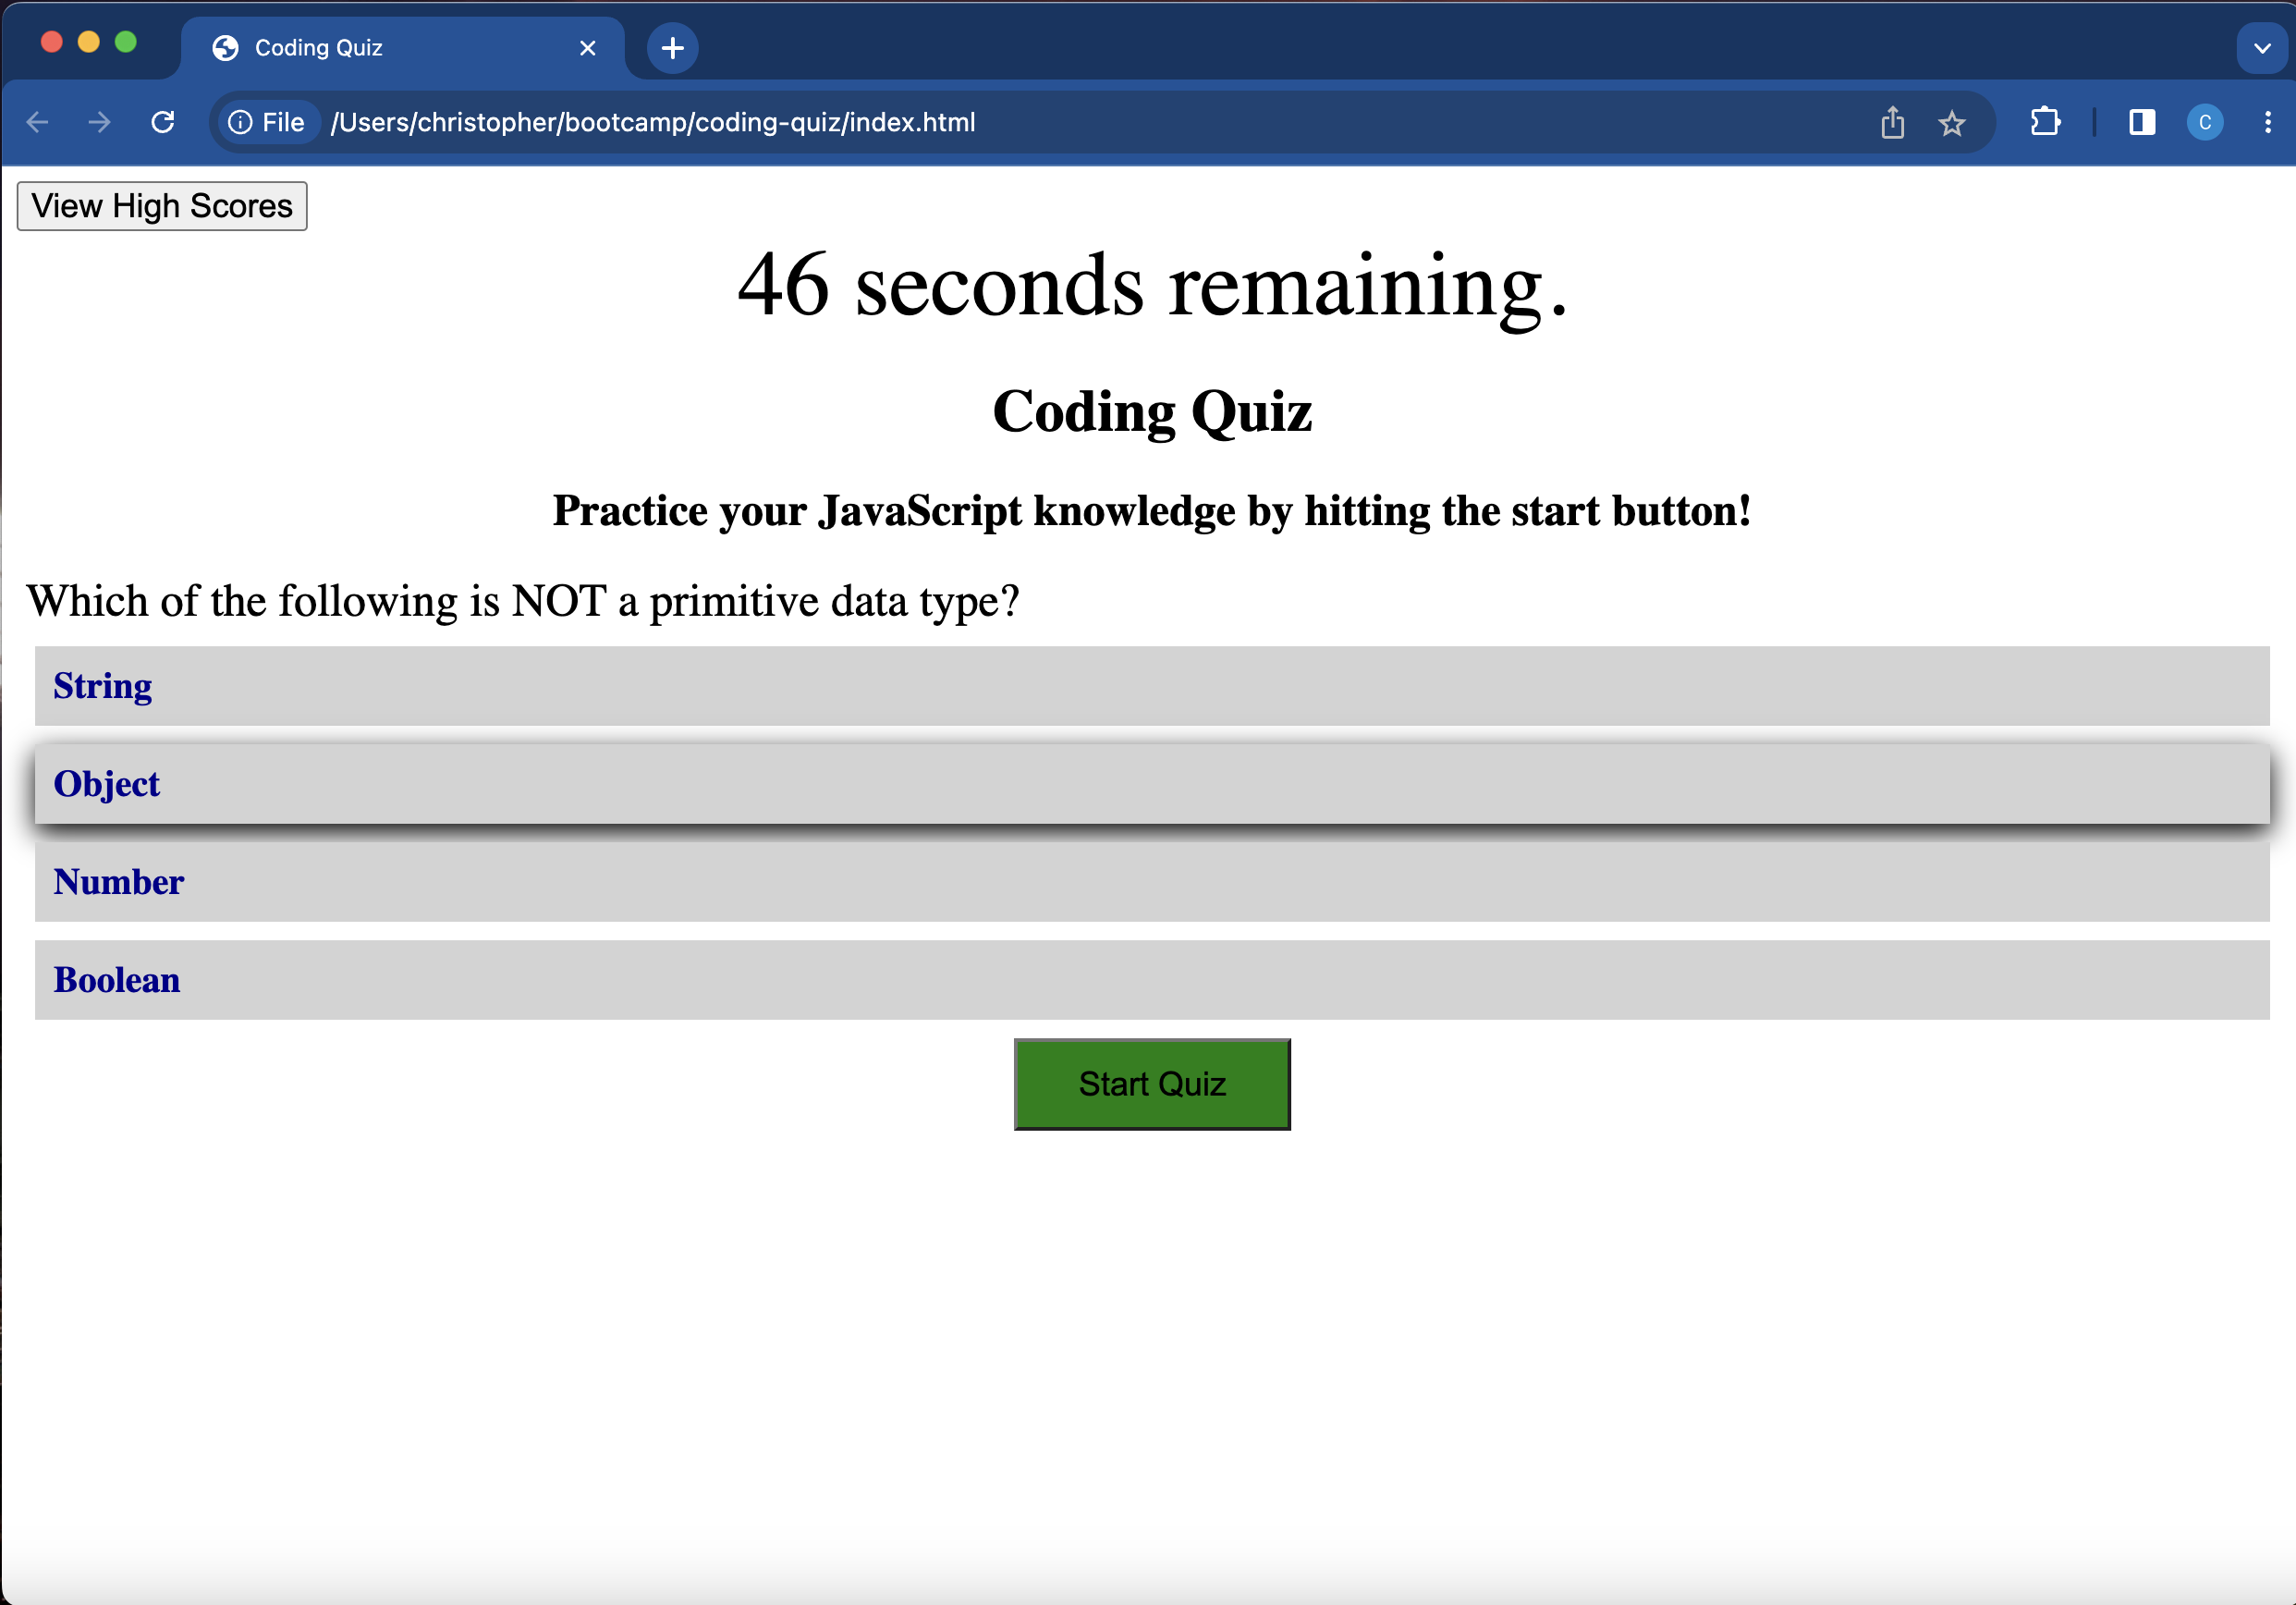 Coding Quiz
File /Users/christopher/bootcamp/coding-quiz/index.html
C
View High Scores
46 seconds remaining.
Coding Quiz
Practice your JavaScript knowledge by hitting the start button!
Which of the following is NOT a primitive data type?
String
Object
Number
Boolean
Start Quiz